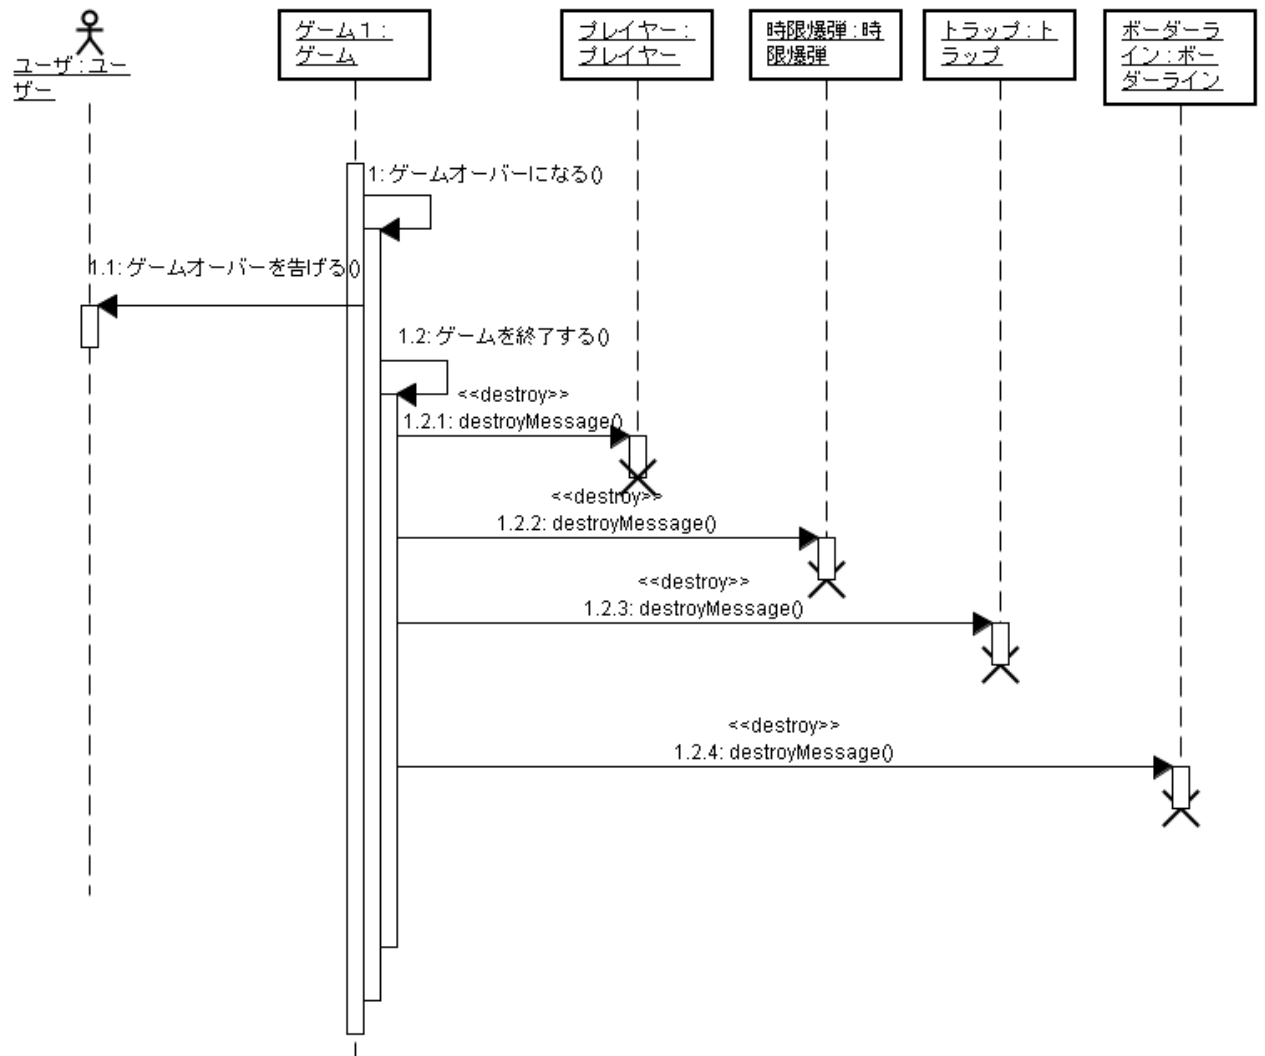 ユーザ : ユー
ザー
ゲーム１ :
ゲーム
プレイヤー :
プレイヤー
時限爆弾 : 時
限爆弾
トラップ : ト
ラップ
ボーダーラ
イン : ボー
ダーライン
1: ゲームオーバーになる()
1.1: ゲームオーバーを告げる()
1.2: ゲームを終了する()
<<destroy>>
1.2.1: destroyMessage()
<<destroy>>
1.2.2: destroyMessage()
<<destroy>>
1.2.3: destroyMessage()
<<destroy>>
1.2.4: destroyMessage()